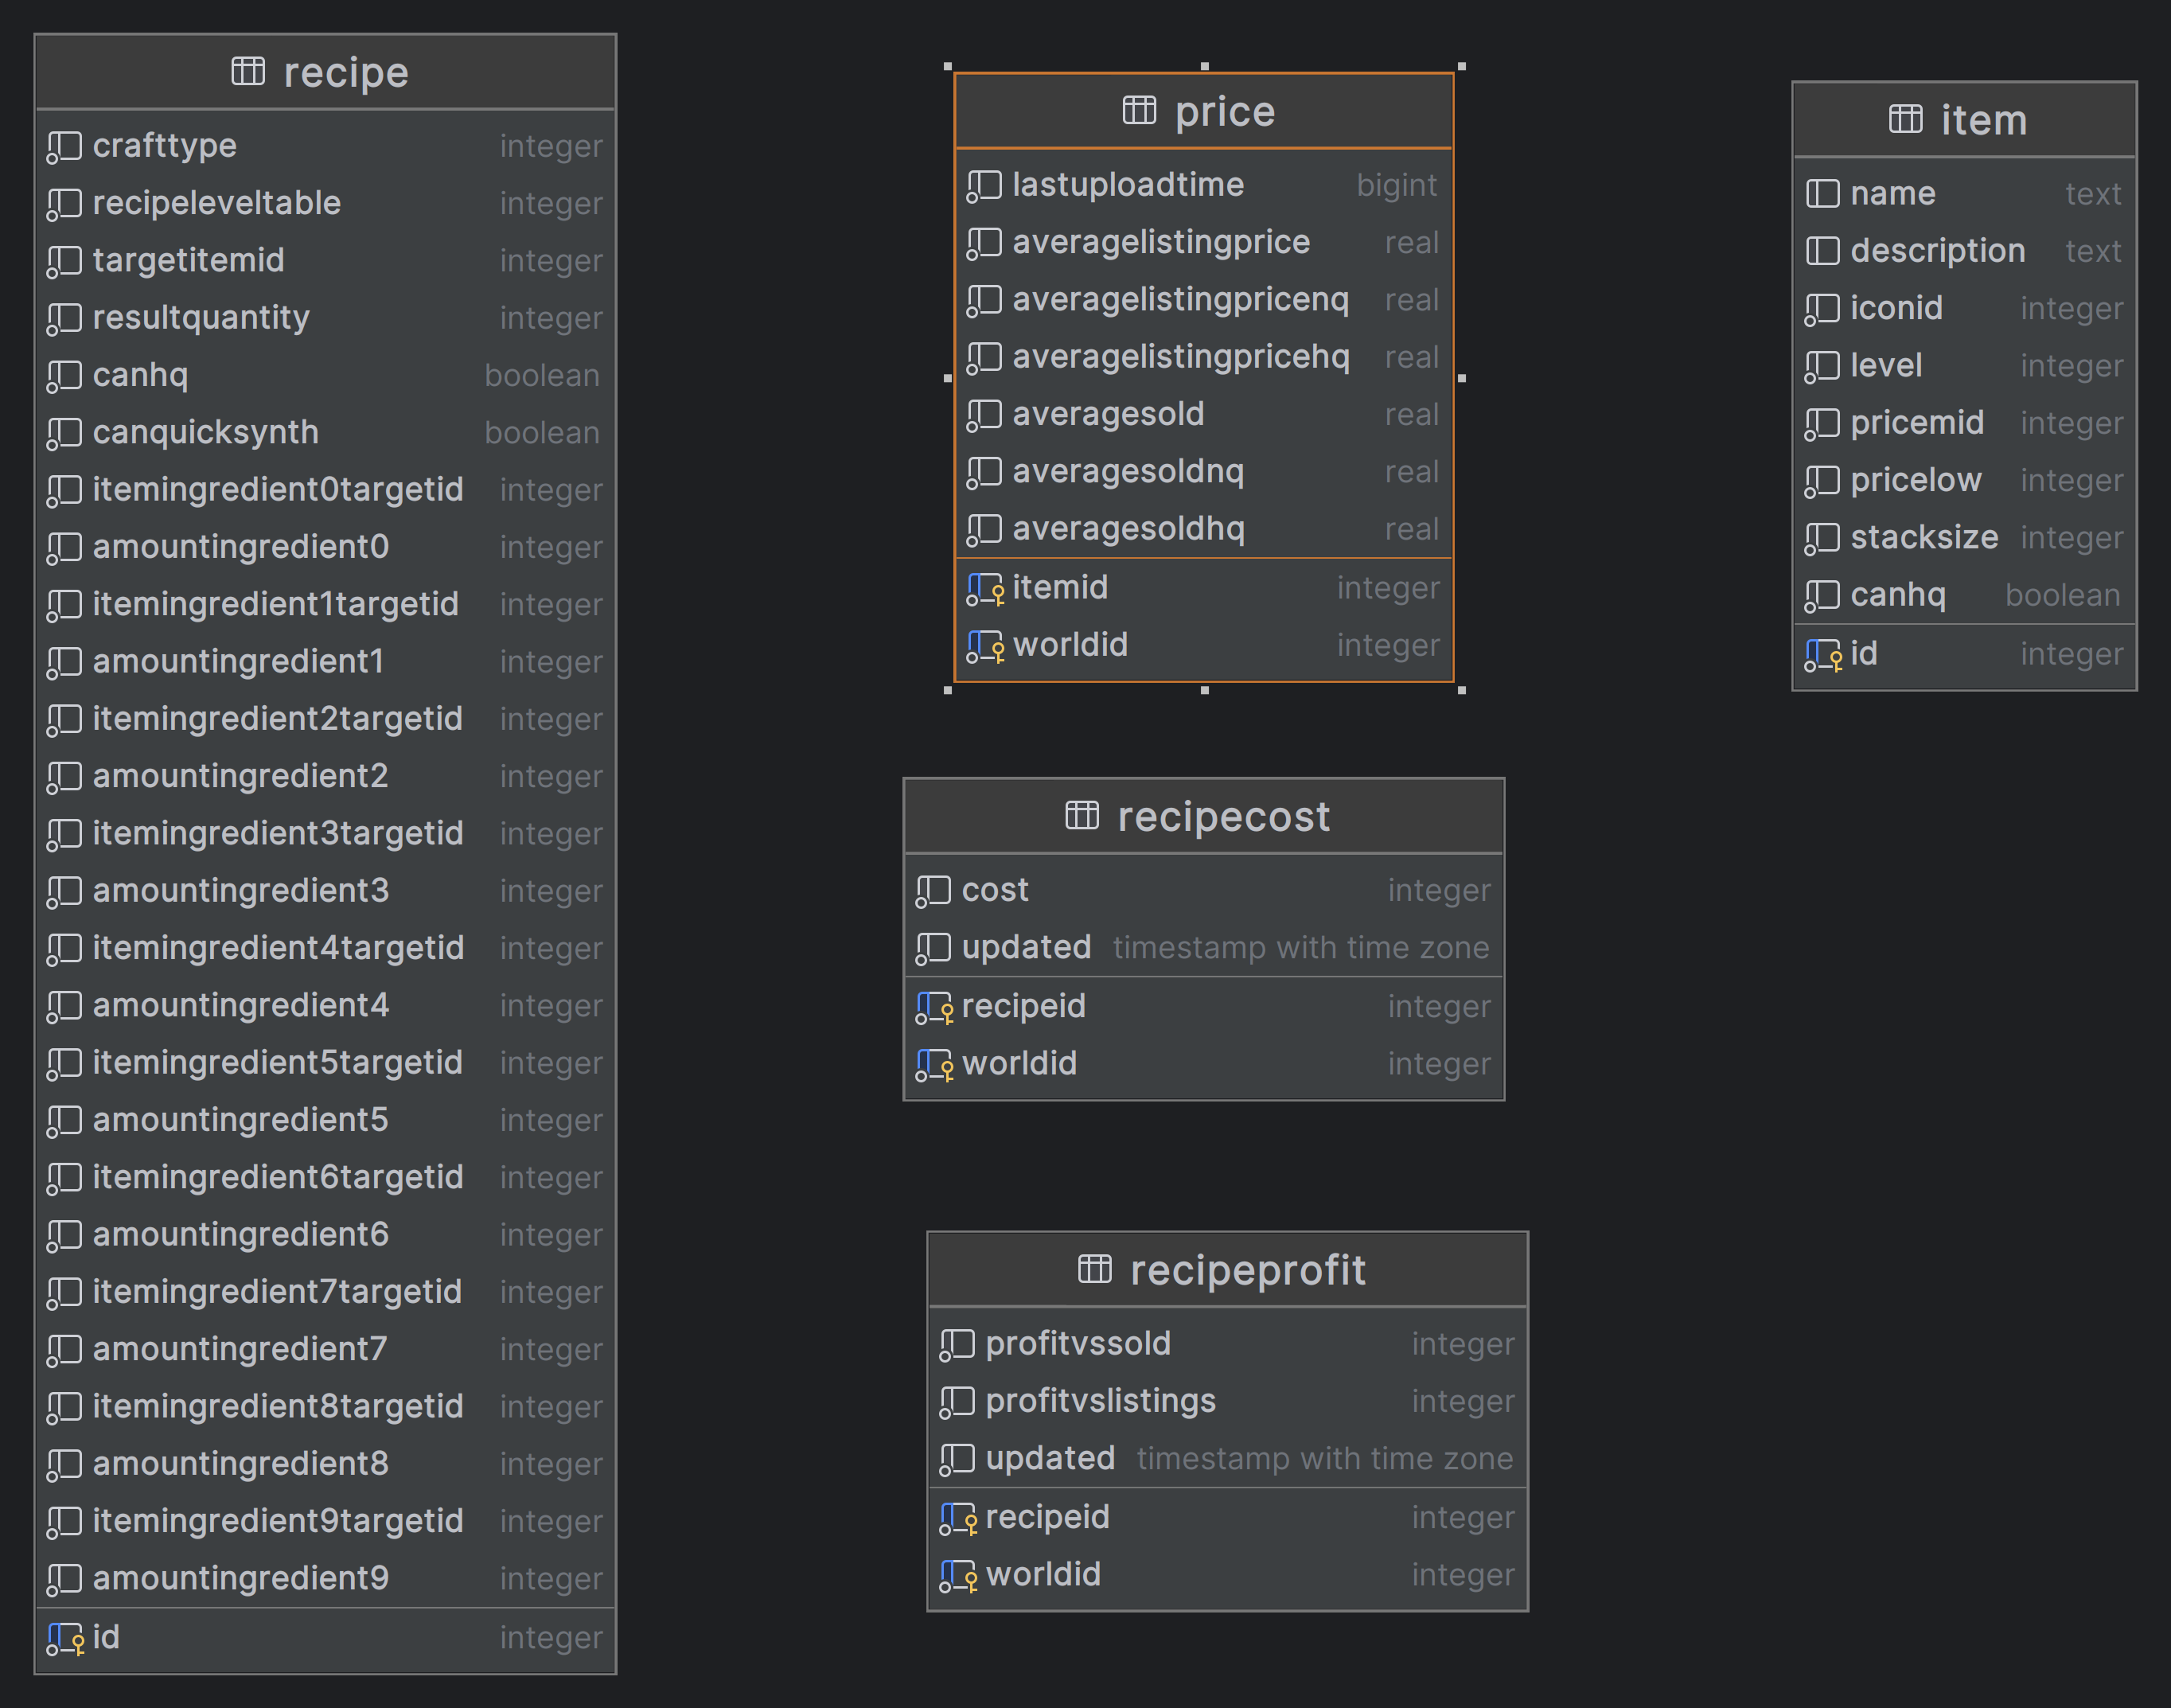 recipe
crafttype integer
recipeleveltable integer
targetitemid integer
resultquantity integer
canhq boolean
canquicksynth boolean
itemingredient0targetid integer
amountingredient0 integer
itemingredient1targetid integer
amountingredient1 integer
itemingredient2targetid integer
amountingredient2 integer
itemingredient3targetid integer
amountingredient3 integer
itemingredient4targetid integer
amountingredient4 integer
itemingredient5targetid integer
amountingredient5 integer
itemingredient6targetid integer
amountingredient6 integer
itemingredient7targetid integer
amountingredient7 integer
itemingredient8targetid integer
amountingredient8 integer
itemingredient9targetid integer
amountingredient9 integer
id integer
price
lastuploadtime bigint
averagelistingprice real
averagelistingpricenq real
averagelistingpricehq real
averagesold real
averagesoldnq real
averagesoldhq real
itemid integer
worldid integer
recipecost
cost integer
updated timestamp with time zone
recipeid integer
worldid integer
recipeprofit
profitvssold integer
profitvslistings integer
updated timestamp with time zone
recipeid integer
worldid integer
item
name text
description text
iconid integer
level integer
pricemid integer
pricelow integer
stacksize integer
canhq boolean
id integer